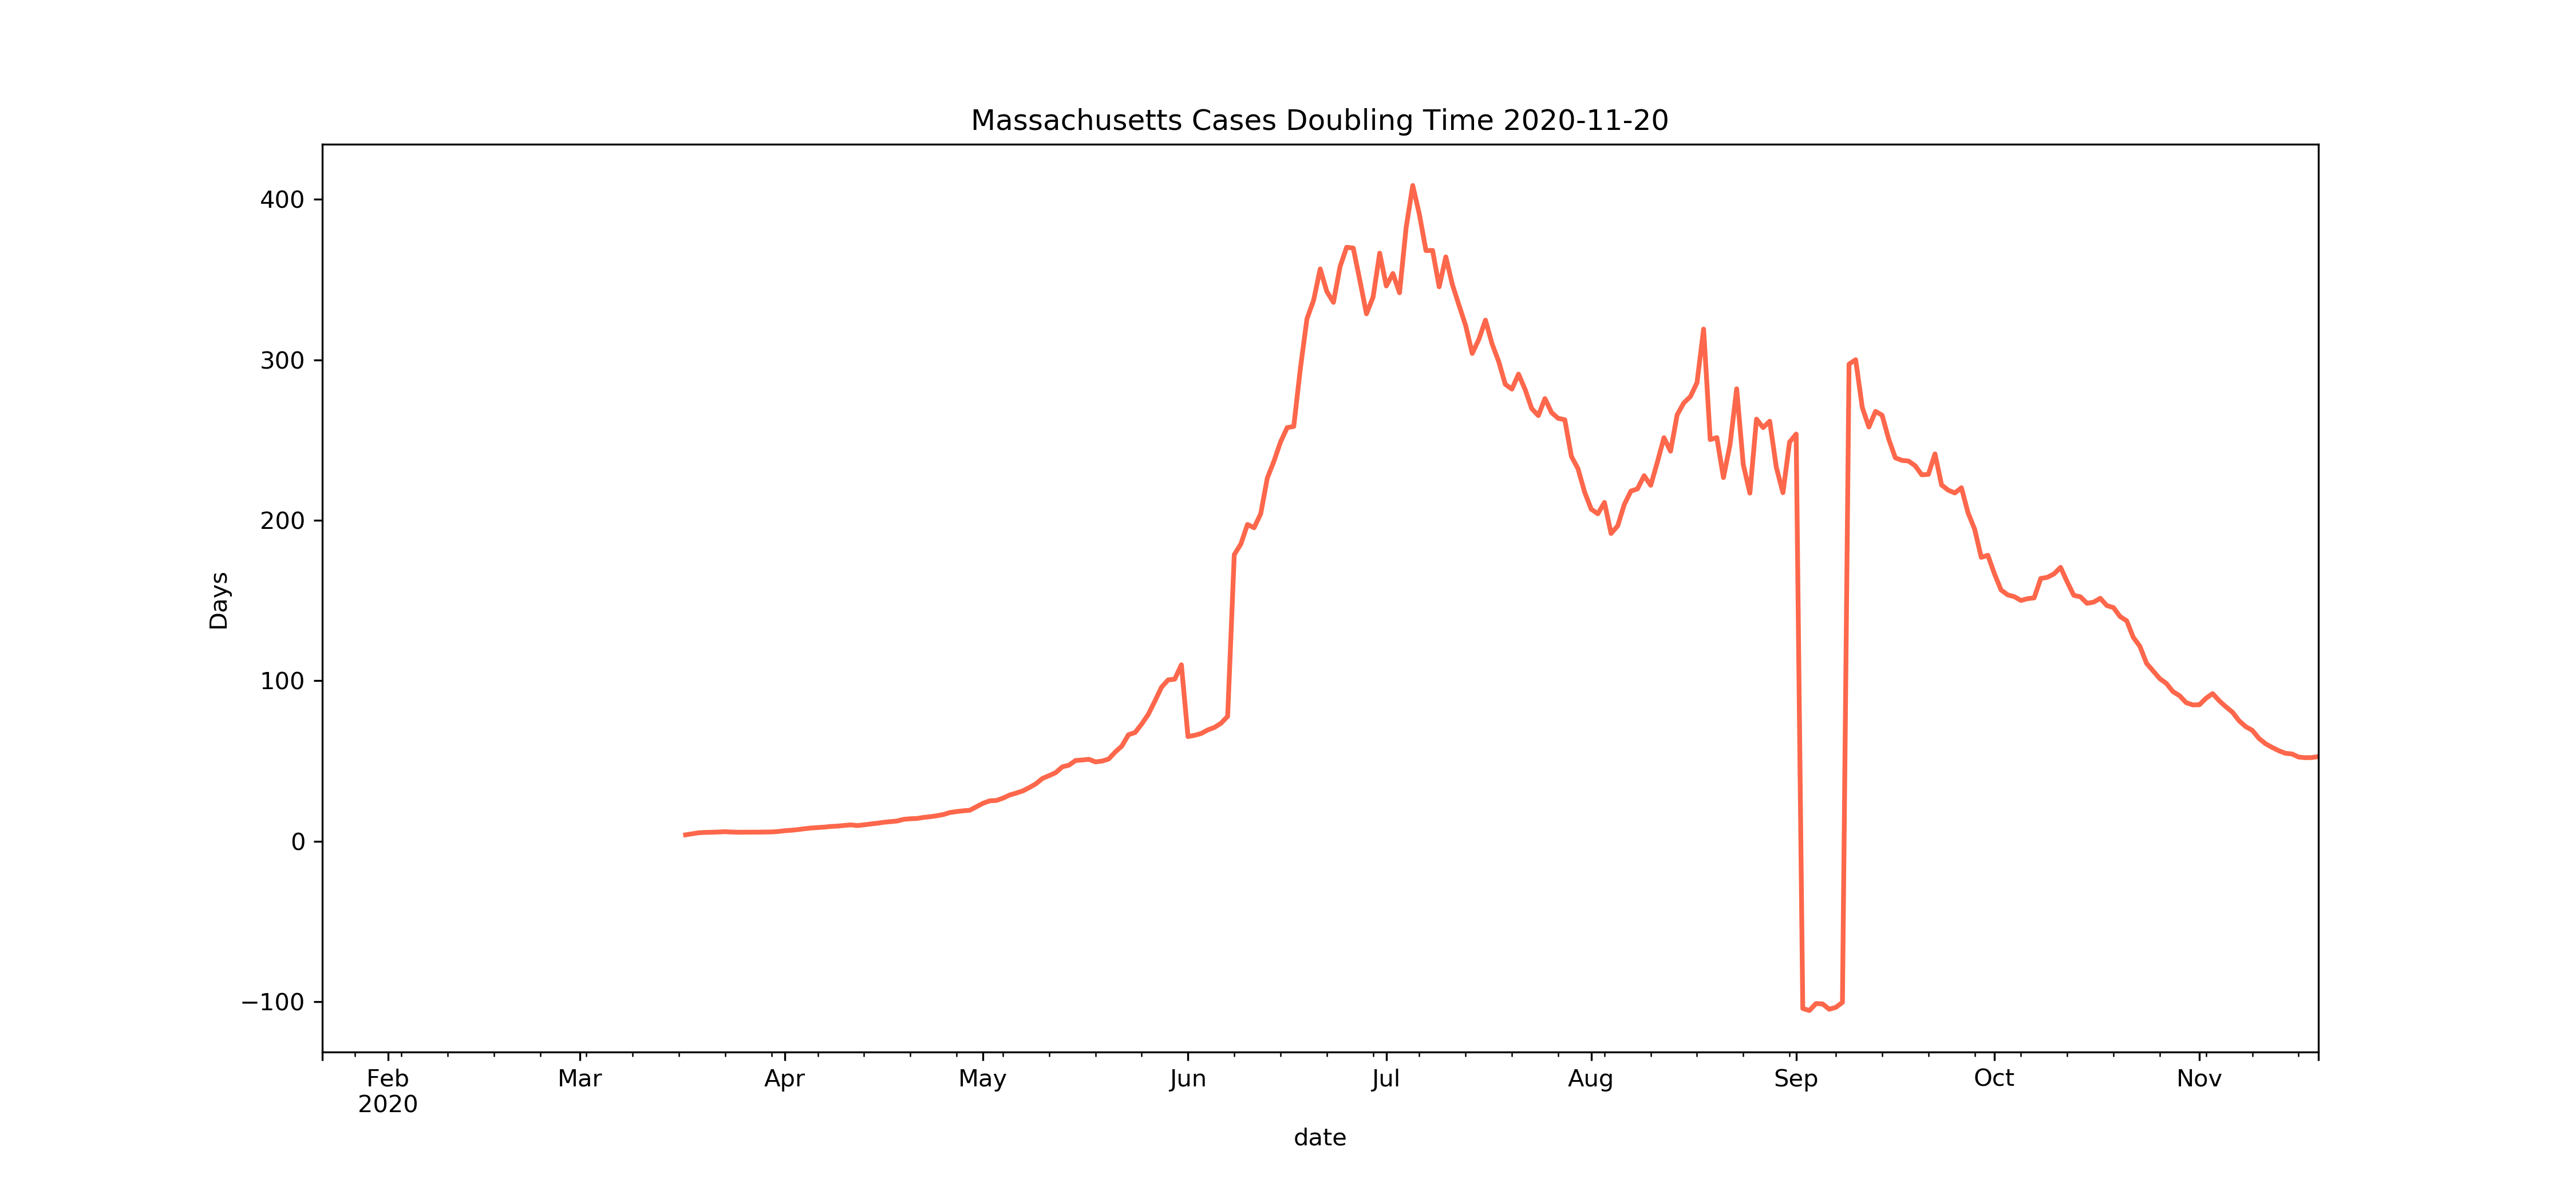 Massachusetts Cases Doubling Time 2020-11-20
400
300
200
100
0
−100
Days
Feb Mar Apr May Jun Jul Aug Sep Oct Nov
2020
date